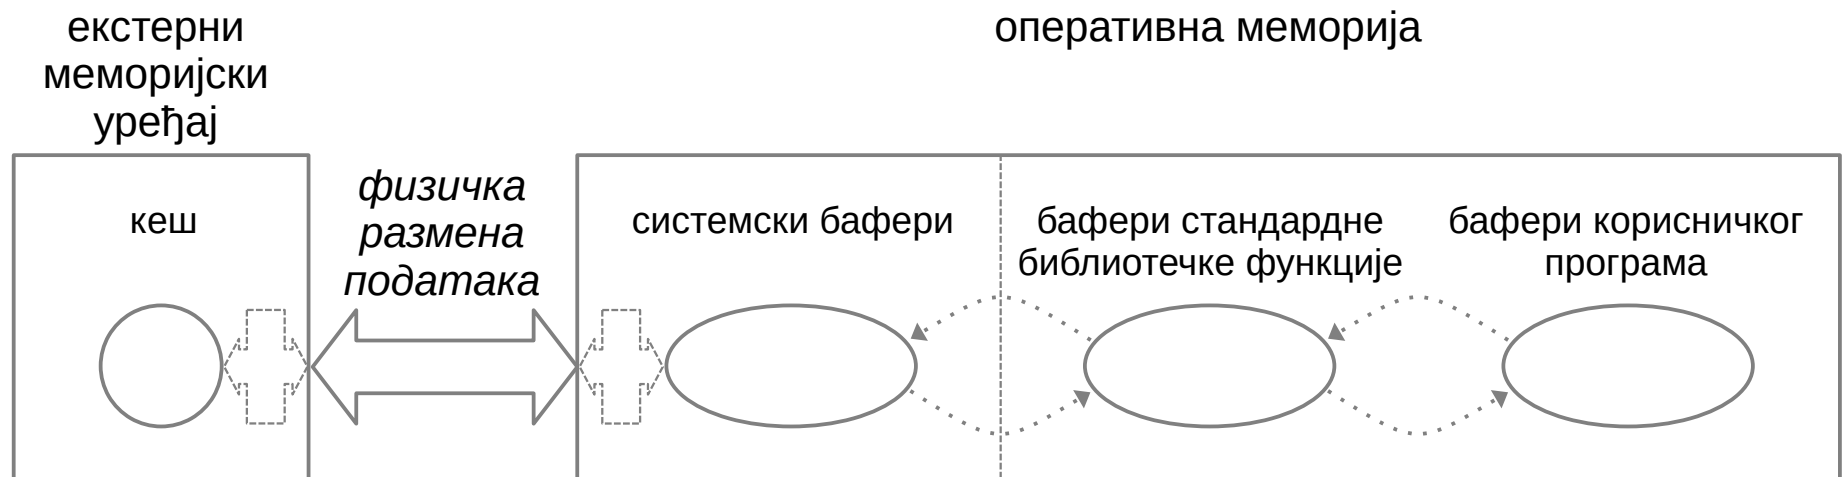 екстерни
меморијски
уређај
оперативна меморија
физичка
размена
података
кеш
системски бафери
бафери стандардне
библиотечке функције
бафери корисничког
програма